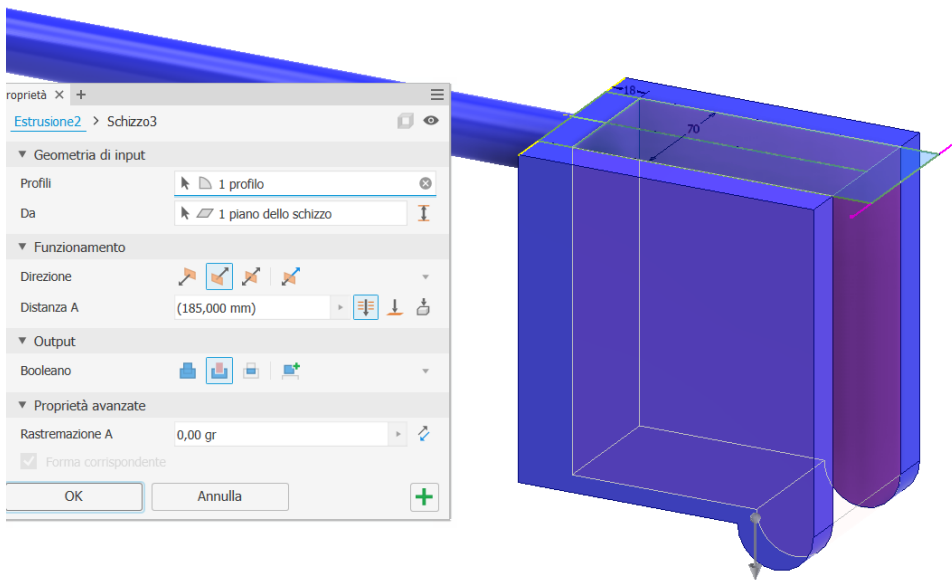 roprietà × +
Estrusione2 > Schizzo3
Geometria di input
Profili 1 profilo
Da 1 piano dello schizzo
Funzionamento
Direzione
Distanza A (185,000 mm)
Output
Booleano
Proprietà avanzate
Rastremazione A 0,00 gr
Forma corrispondente
OK Annulla
18
70